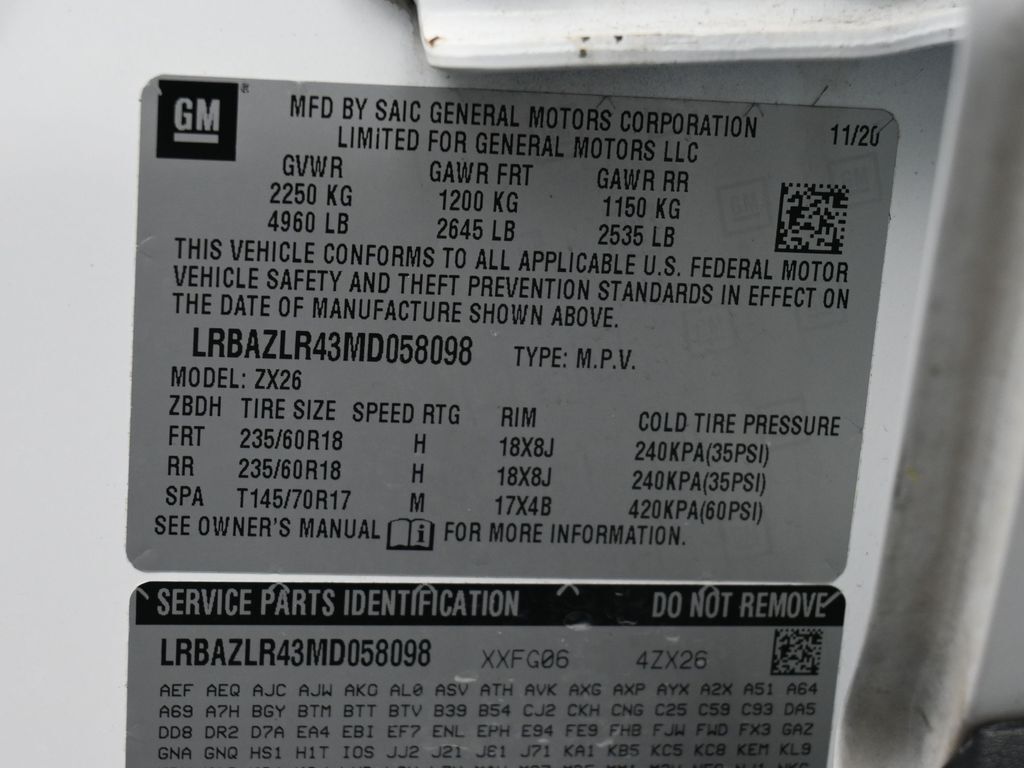 GM
MFD BY SAIC GENERAL MOTORS CORPORATION
LIMITED FOR GENERAL MOTORS LLC
11/20
GVWR GAWR FRT GAWR RR
2250 KG 1200 KG 1150 KG
4960 LB 2645 LB 2535 LB
THIS VEHICLE CONFORMS TO ALL APPLICABLE U.S. FEDERAL MOTOR
VEHICLE SAFETY AND THEFT PREVENTION STANDARDS IN EFFECT ON
THE DATE OF MANUFACTURE SHOWN ABOVE.
LRBAZLR43MD058098 TYPE: M.P.V.
MODEL: ZX26
ZBDH TIRE SIZE SPEED RTG RIM COLD TIRE PRESSURE
FRT 235/60R18 H 18X8J 240KPA(35PSI)
RR 235/60R18 H 18X8J 240KPA(35PSI)
SPA T145/70R17 M 17X4B 420KPA(60PSI)
SEE OWNER'S MANUAL i FOR MORE INFORMATION.
SERVICE PARTS IDENTIFICATION DO NOT REMOVE
LRBAZLR43MD058098 XXFG06 4ZX26
AEF AEQ AJC AJW AKO AL0 ASV ATH AVK AXG AXP AYX A2X A51 A64
A69 A7H BGY BTM BTT BTV B39 B54 CJ2 CKH CNG C25 C59 C93 DA5
DD8 DR2 D7A EA4 EBI EF7 ENL EPH E94 FE9 FHB FJW FWD FX3 GAZ
GNA GNQ HS1 H1T IOS JJ2 J21 J61 J71 KA1 KB5 KC5 KC8 KEM KL9